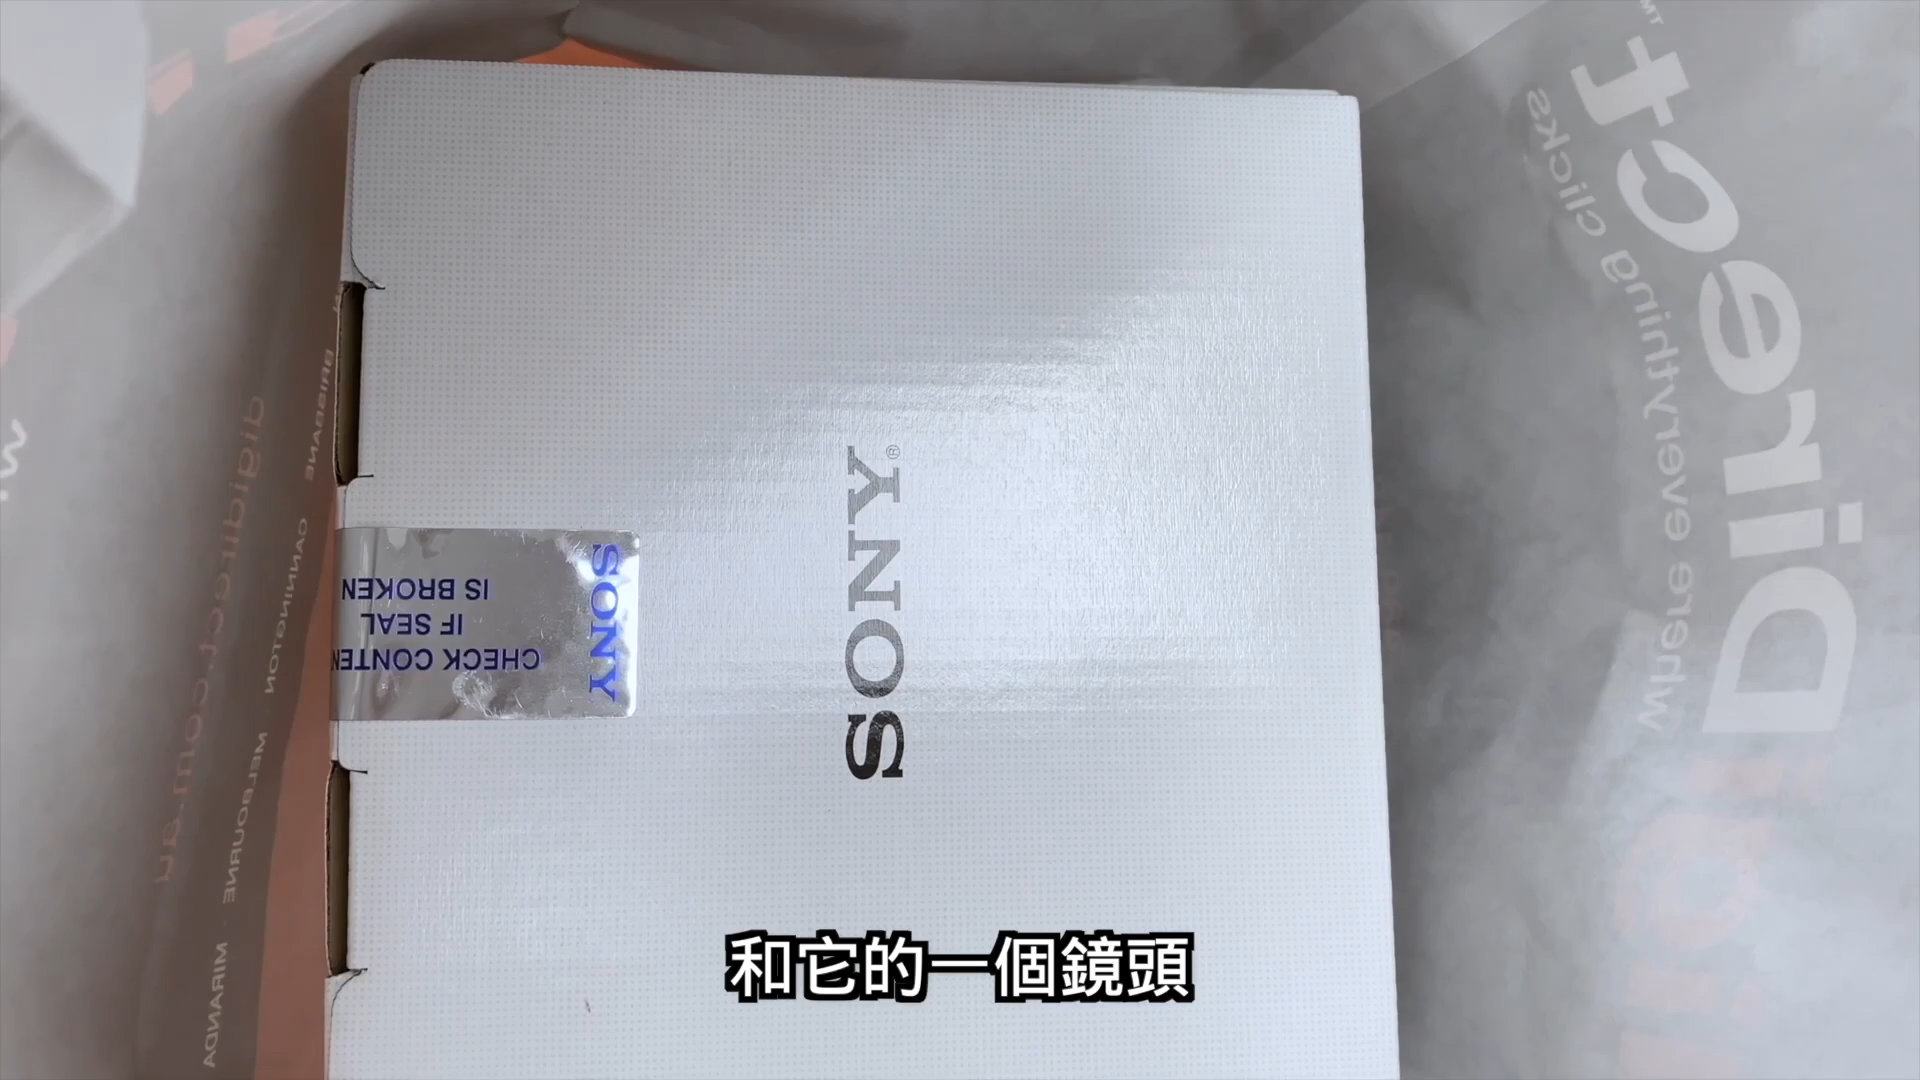 SONY®
SONY
CHECK CONTEN
IF SEAL
IS BROKEN
和它的一個鏡頭
DiRECT
where everything clicks
TM
digidirect.com.au
BRISBANE
CANNINGTON
MELBOURNE · MIRANDA